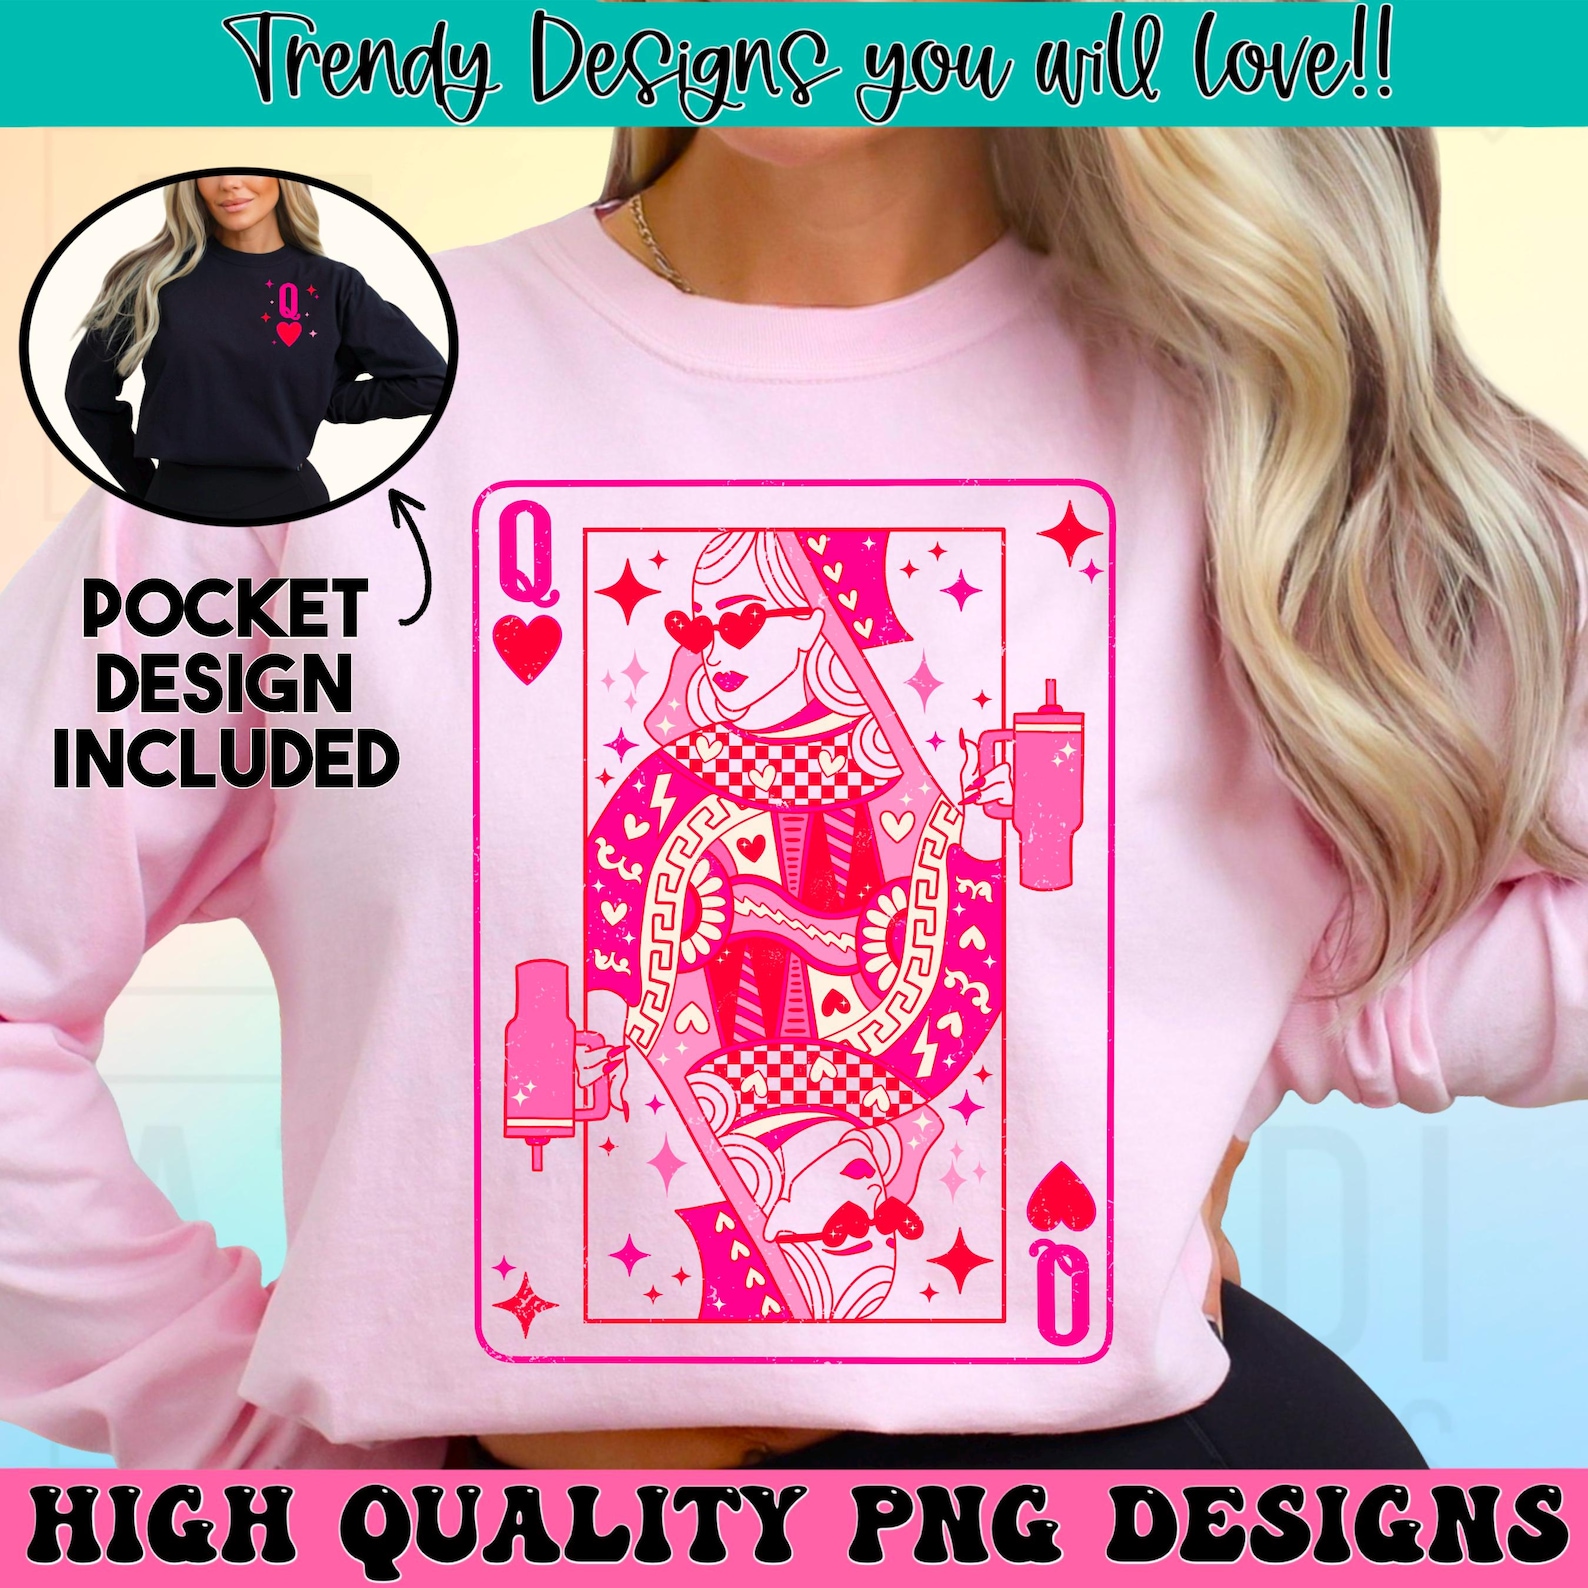 Trendy Designs you will love!!
Q
POCKET
DESIGN
INCLUDED
Q
Q
HIGH QUALITY PNG DESIGNS